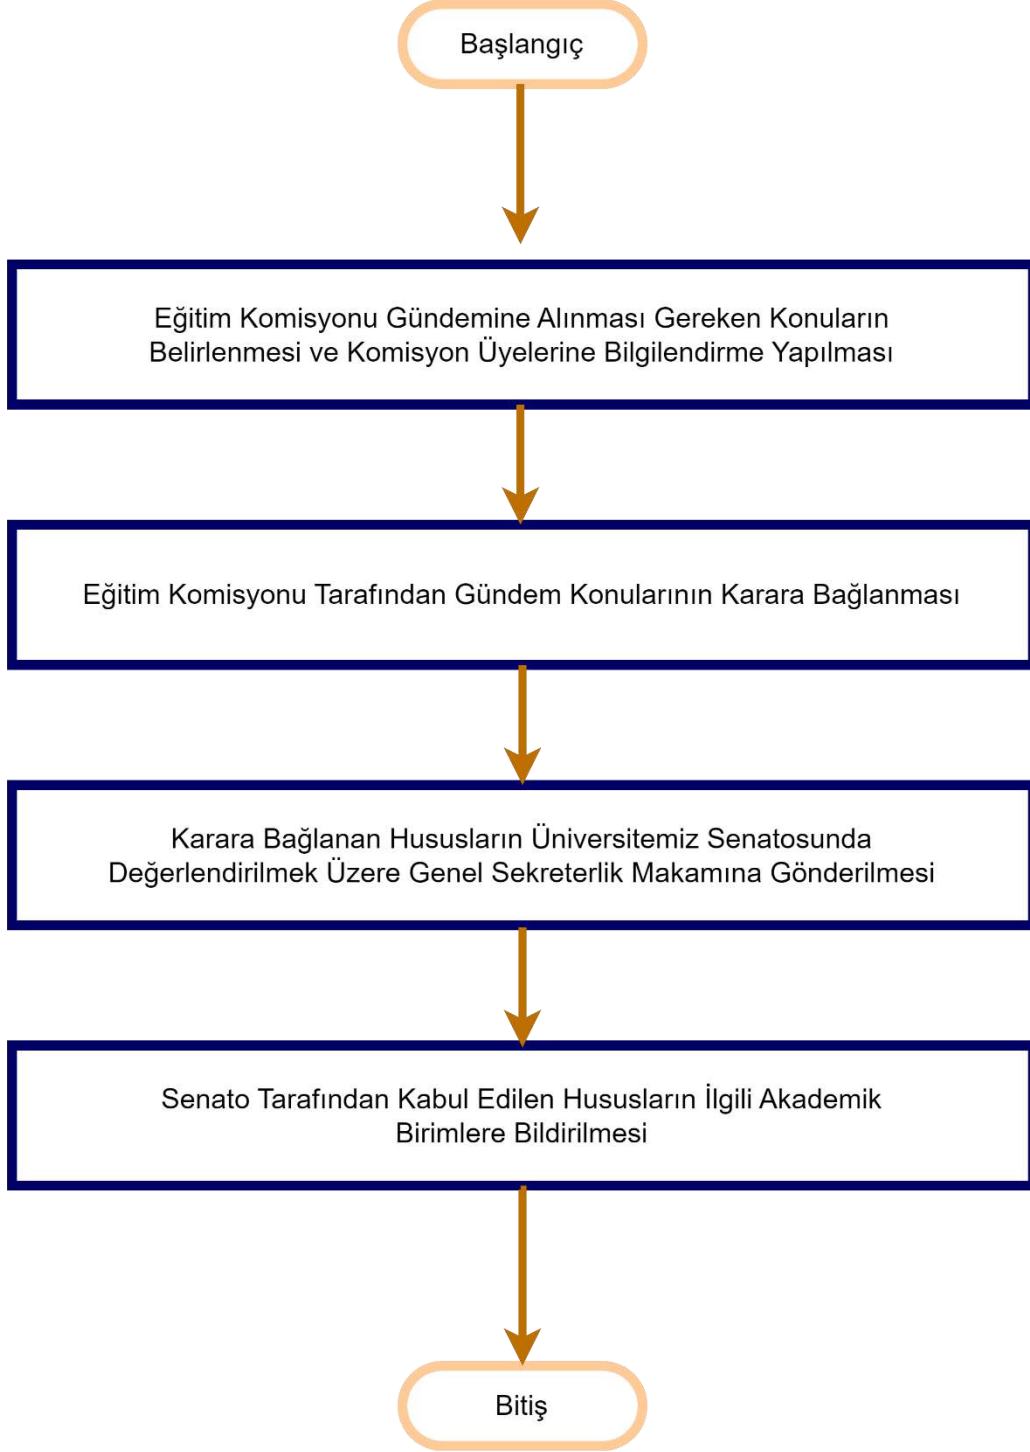 Başlangıç
Eğitim Komisyonu Gündemine Alınması Gereken Konuların
Belirlenmesi ve Komisyon Üyelerine Bilgilendirme Yapılması
Eğitim Komisyonu Tarafından Gündem Konularının Karara Bağlanması
Karara Bağlanan Hususların Üniversitemiz Senatosunda
Değerlendirilmek Üzere Genel Sekreterlik Makamına Gönderilmesi
Senato Tarafından Kabul Edilen Hususların İlgili Akademik
Birimlere Bildirilmesi
Bitiş